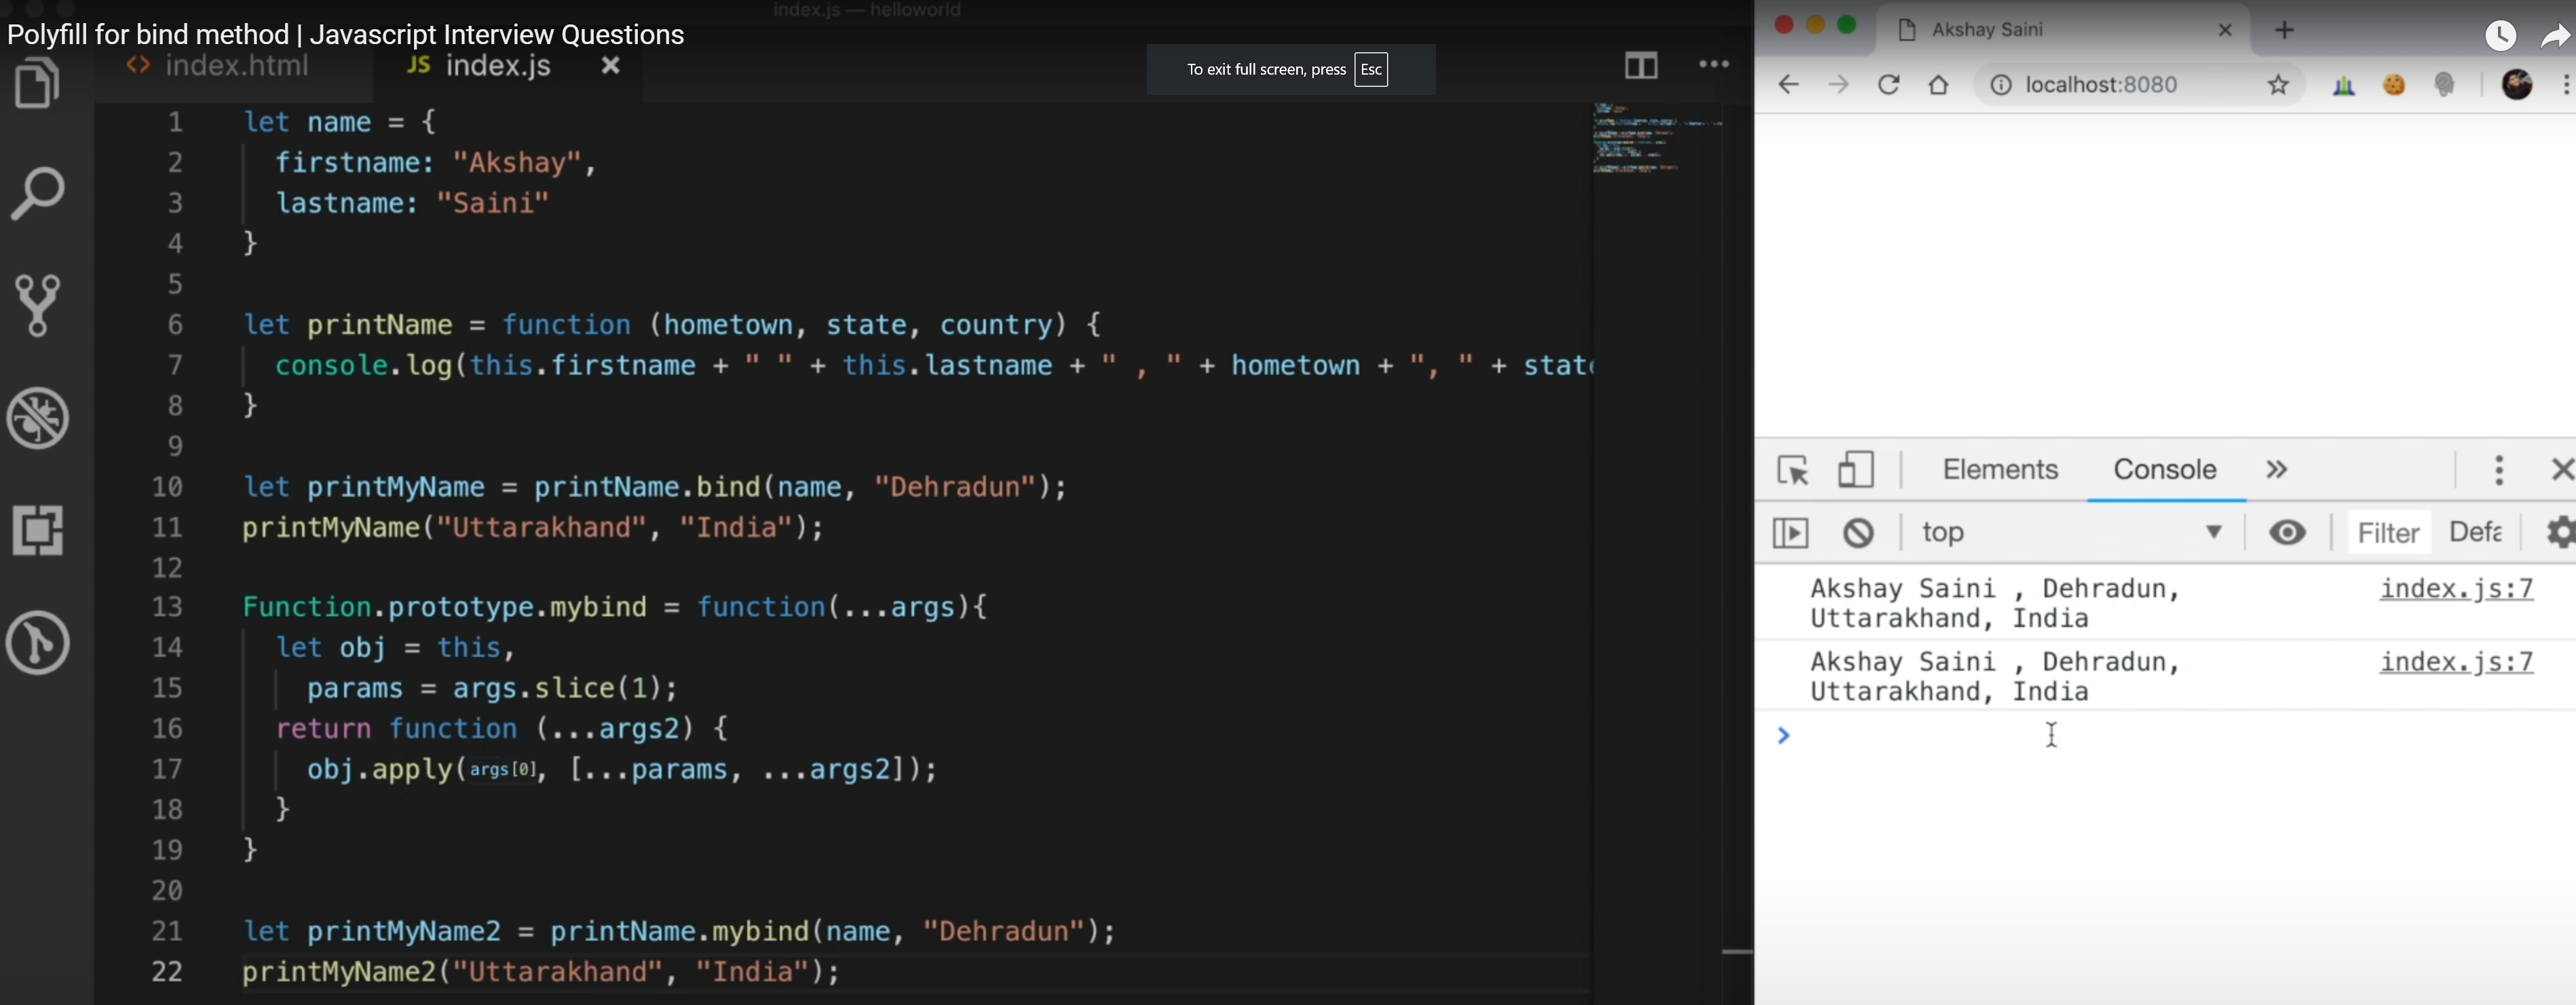 index.js — helloworld
Polyfill for bind method | Javascript Interview Questions
<> index.html
JS index.js ×
To exit full screen, press Esc
1 let name = {
2 firstname: "Akshay",
3 lastname: "Saini"
4 }
5
6 let printName = function (hometown, state, country) {
7 console.log(this.firstname + " " + this.lastname + " , " + hometown + ", " + state
8 }
9
10 let printMyName = printName.bind(name, "Dehradun");
11 printMyName("Uttarakhand", "India");
12
13 Function.prototype.mybind = function(...args){
14 let obj = this,
15 params = args.slice(1);
16 return function (...args2) {
17 obj.apply(args[0], [...params, ...args2]);
18 }
19 }
20
21 let printMyName2 = printName.mybind(name, "Dehradun");
22 printMyName2("Uttarakhand", "India");
Akshay Saini
localhost:8080
Elements Console »
top Filter Defa
Akshay Saini , Dehradun, index.js:7
Uttarakhand, India
Akshay Saini , Dehradun, index.js:7
Uttarakhand, India